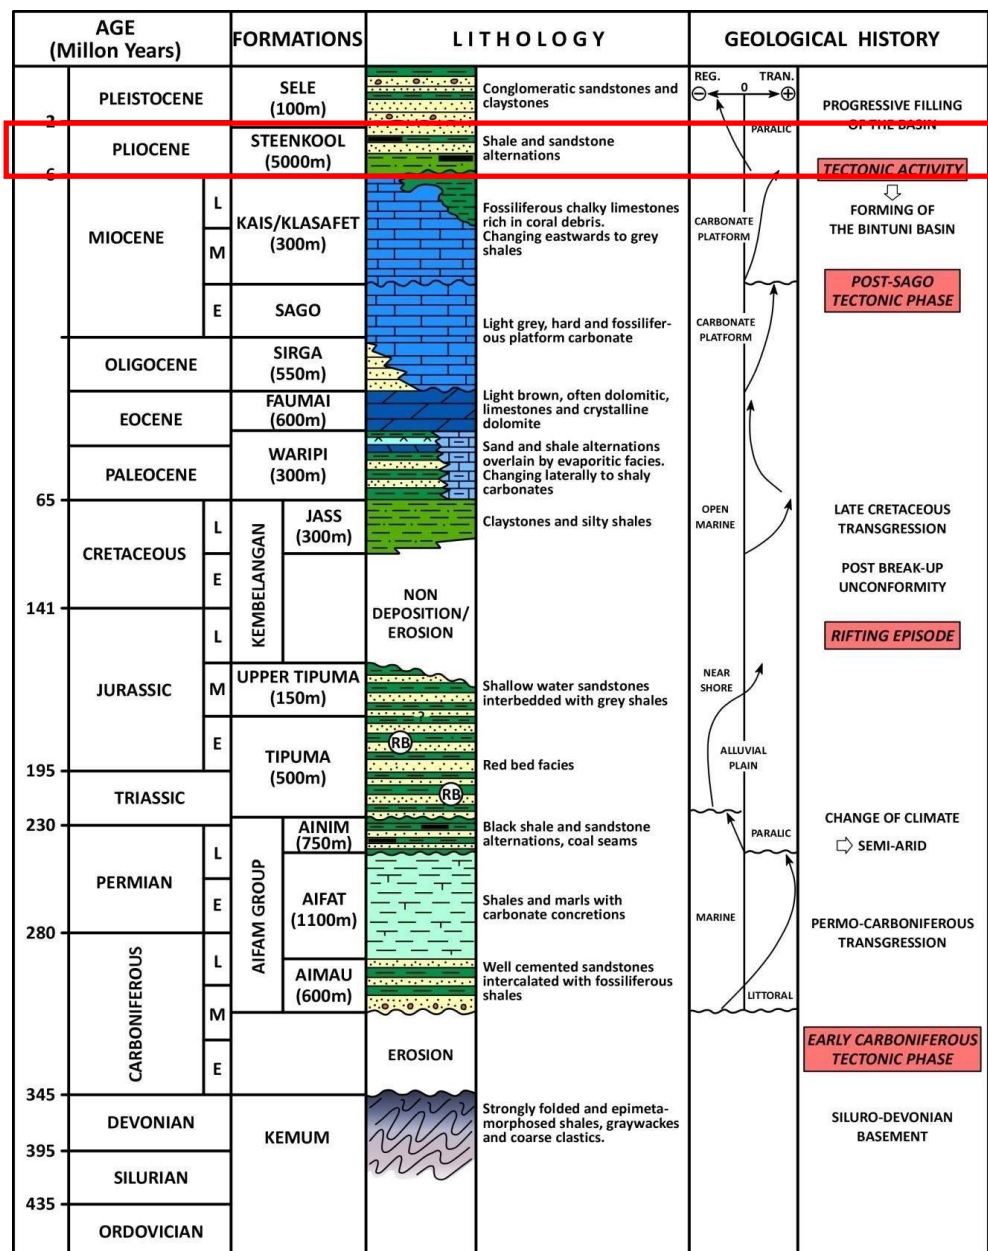 AGE
(Millon Years)
FORMATIONS
LITHOLOGY
GEOLOGICAL HISTORY
PLEISTOCENE
SELE
(100m)
Conglomeratic sandstones and
claystones
REG.
0
TRAN.
PARALIC
PROGRESSIVE FILLING
OF THE BASIN
2
PLIOCENE
STEENKOOL
(5000m)
Shale and sandstone
alternations
TECTONIC ACTIVITY
6
MIOCENE
L
M
E
KAIS/KLASAFET
(300m)
Fossiliferous chalky limestones
rich in coral debris.
Changing eastwards to grey
shales
CARBONATE
PLATFORM
FORMING OF
THE BINTUNI BASIN
POST-SAGO
TECTONIC PHASE
SAGO
Light grey, hard and fossilifer-
ous platform carbonate
CARBONATE
PLATFORM
OLIGOCENE
SIRGA
(550m)
EOCENE
FAUMAI
(600m)
Light brown, often dolomitic,
limestones and crystalline
dolomite
PALEOCENE
WARIPI
(300m)
Sand and shale alternations
overlain by evaporitic facies.
Changing laterally to shaly
carbonates
65
CRETACEOUS
L
E
KEMBELANGAN
JASS
(300m)
Claystones and silty shales
OPEN
MARINE
LATE CRETACEOUS
TRANSGRESSION
POST BREAK-UP
UNCONFORMITY
NON
DEPOSITION/
EROSION
141
JURASSIC
L
M
E
RIFTING EPISODE
UPPER TIPUMA
(150m)
Shallow water sandstones
interbedded with grey shales
NEAR
SHORE
?
TIPUMA
(500m)
RB
Red bed facies
RB
ALLUVIAL
PLAIN
195
TRIASSIC
230
PERMIAN
L
E
AIFAM GROUP
AINIM
(750m)
Black shale and sandstone
alternations, coal seams
PARALIC
CHANGE OF CLIMATE
SEMI-ARID
AIFAT
(1100m)
Shales and marls with
carbonate concretions
MARINE
PERMO-CARBONIFEROUS
TRANSGRESSION
280
CARBONIFEROUS
L
M
E
AIMAU
(600m)
Well cemented sandstones
intercalated with fossiliferous
shales
LITTORAL
EROSION
EARLY CARBONIFEROUS
TECTONIC PHASE
345
DEVONIAN
KEMUM
Strongly folded and epimeta-
morphosed shales, graywackes
and coarse clastics.
SILURO-DEVONIAN
BASEMENT
395
SILURIAN
435
ORDOVICIAN